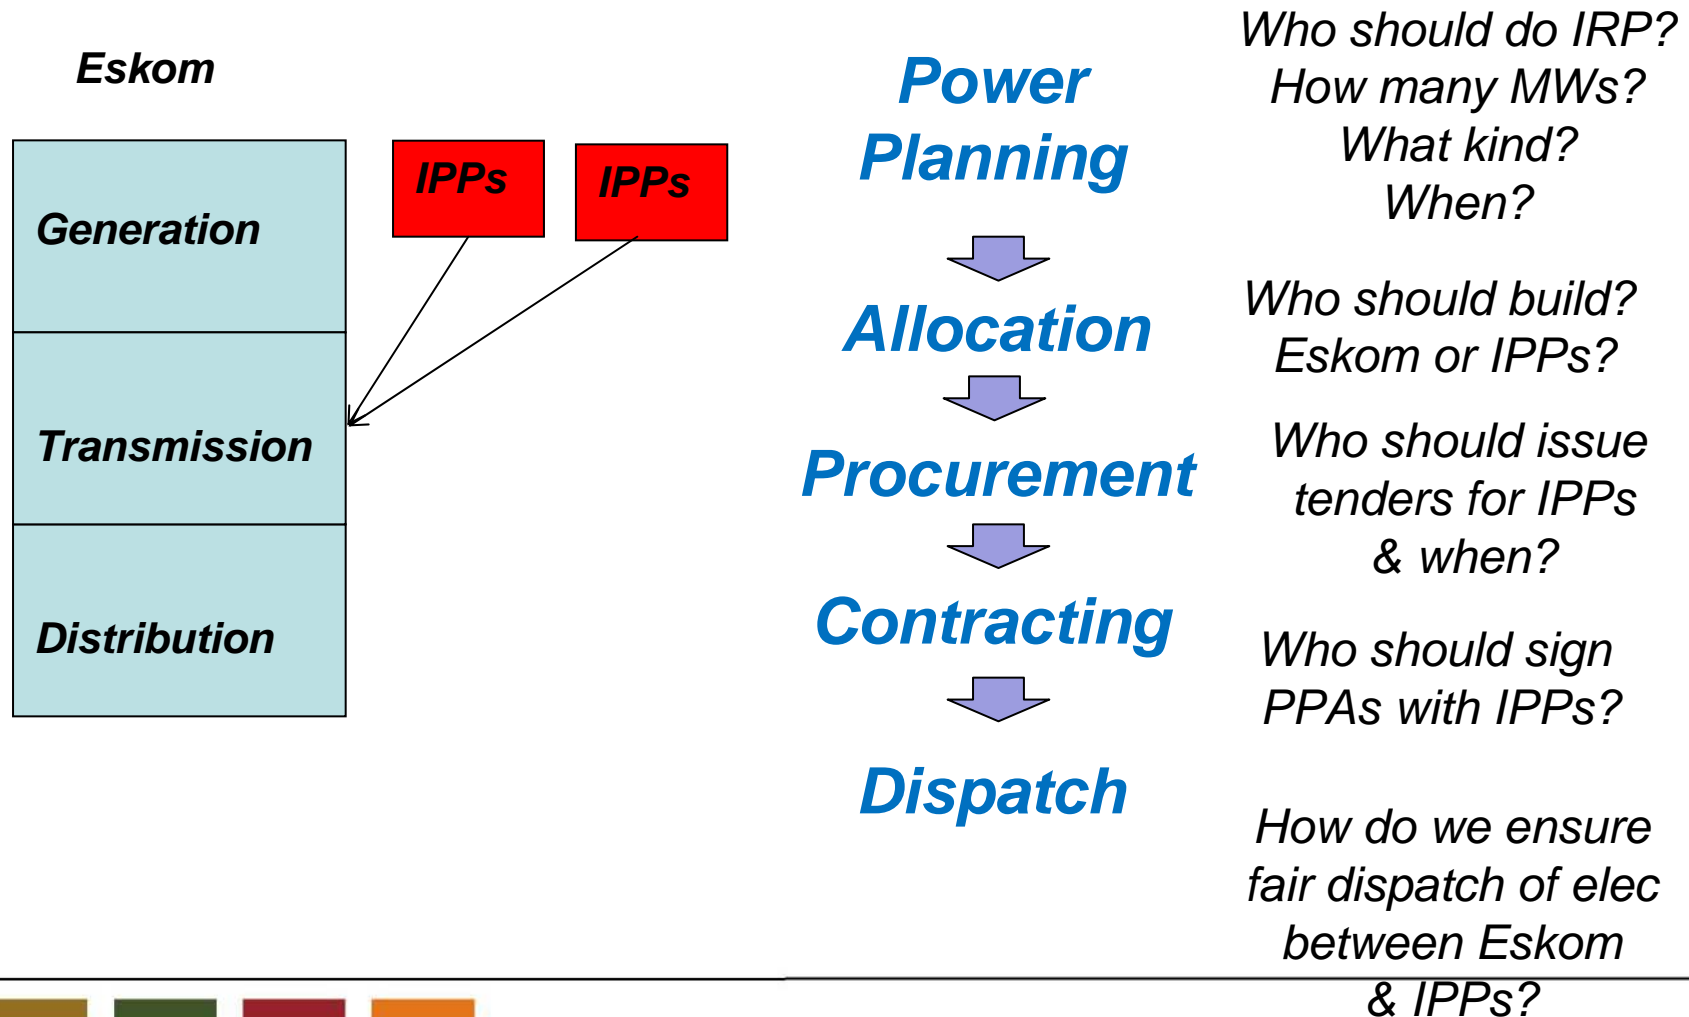 Eskom
Generation
Transmission
Distribution
IPPs
IPPs
Power
Planning
Allocation
Procurement
Contracting
Dispatch
Who should do IRP?
How many MWs?
What kind?
When?
Who should build?
Eskom or IPPs?
Who should issue
tenders for IPPs
& when?
Who should sign
PPAs with IPPs?
How do we ensure
fair dispatch of elec
between Eskom
& IPPs?